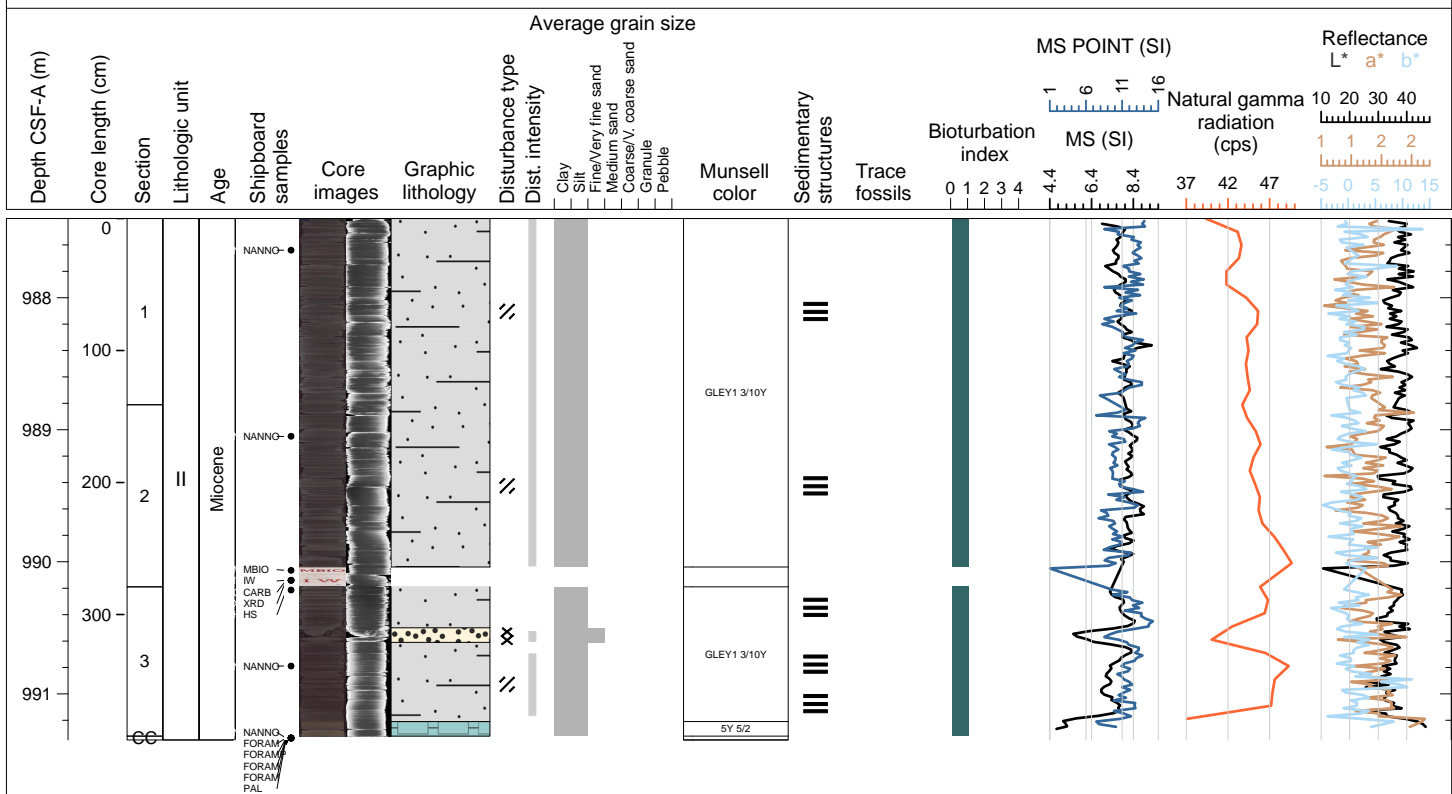 Average grain size
Depth CSF-A (m)
Core length (cm)
Section
Lithologic unit
Age
Shipboard
samples
Core
images
Graphic
lithology
Disturbance type
Dist. intensity
Clay
Silt
Fine/Very fine sand
Medium sand
Coarse/V. coarse sand
Granule
Pebble
Munsell
color
Sedimentary
structures
Trace
fossils
Bioturbation
index
0 1 2 3 4
MS POINT (SI)
1 6 11 16
MS (SI)
4.4 6.4 8.4
Natural gamma
radiation
(cps)
37 42 47
Reflectance
L* a* b*
10 20 30 40
1 1 2 2
-5 0 5 10 15
0
NANNO
988
1
100
GLEY1 3/10Y
989
NANNO
II
Miocene
200
2
990
MBIO
MBIO
IW
IW
CARB
XRD
HS
300
3
GLEY1 3/10Y
NANNO
991
5Y 5/2
NANNO
CC
FORAM
FORAM
FORAM
FORAM
PAL